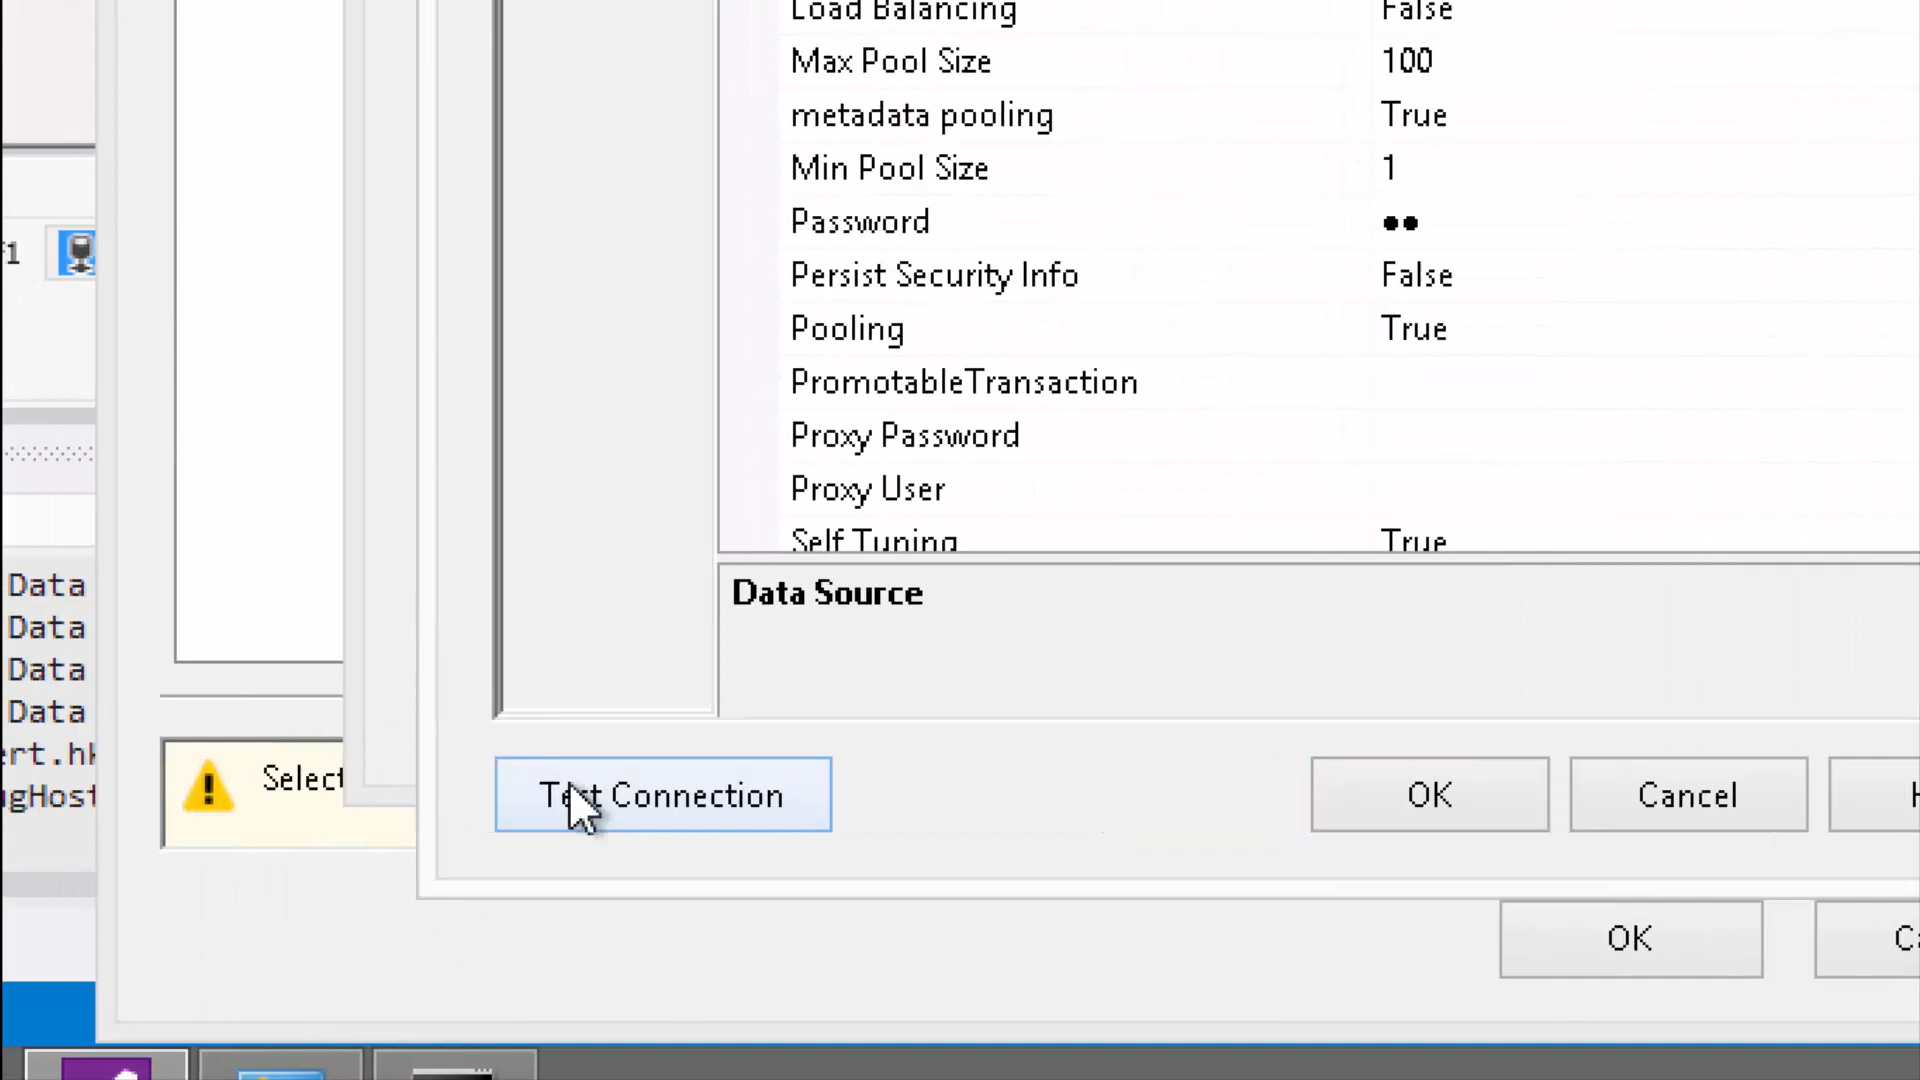 Load Balancing False
Max Pool Size 100
metadata pooling True
Min Pool Size 1
Password ●●
Persist Security Info False
Pooling True
PromotableTransaction
Proxy Password
Proxy User
Self Tuning True
Data Source
Test Connection OK Cancel
Select
OK
Data
Data
Data
Data